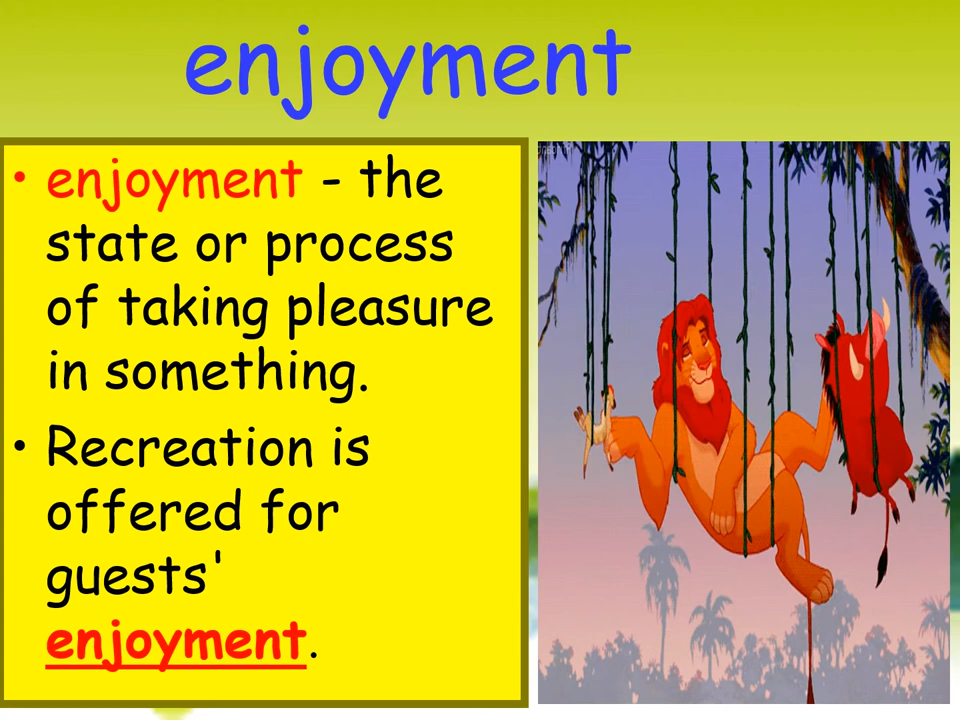 enjoyment
• enjoyment - the
state or process
of taking pleasure
in something.
• Recreation is
offered for
guests'
enjoyment.